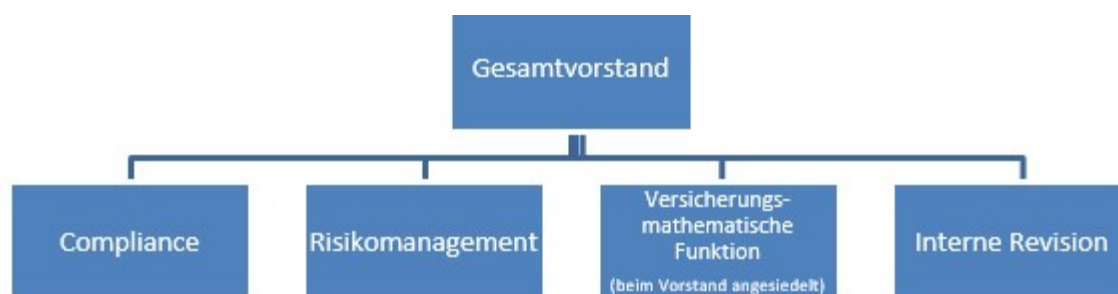 Gesamtvorstand
Compliance
Risikomanagement
Versicherungs-
mathematische
Funktion
(beim Vorstand angesiedelt)
Interne Revision